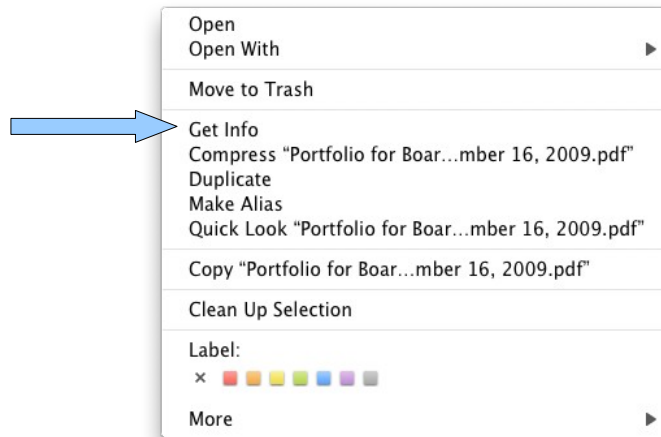 Open
Open With
Move to Trash
Get Info
Compress “Portfolio for Boar...mber 16, 2009.pdf”
Duplicate
Make Alias
Quick Look “Portfolio for Boar...mber 16, 2009.pdf”
Copy “Portfolio for Boar...mber 16, 2009.pdf”
Clean Up Selection
Label:
×
More